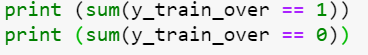 print (sum(y_train_over == 1))
print (sum(y_train_over == 0))